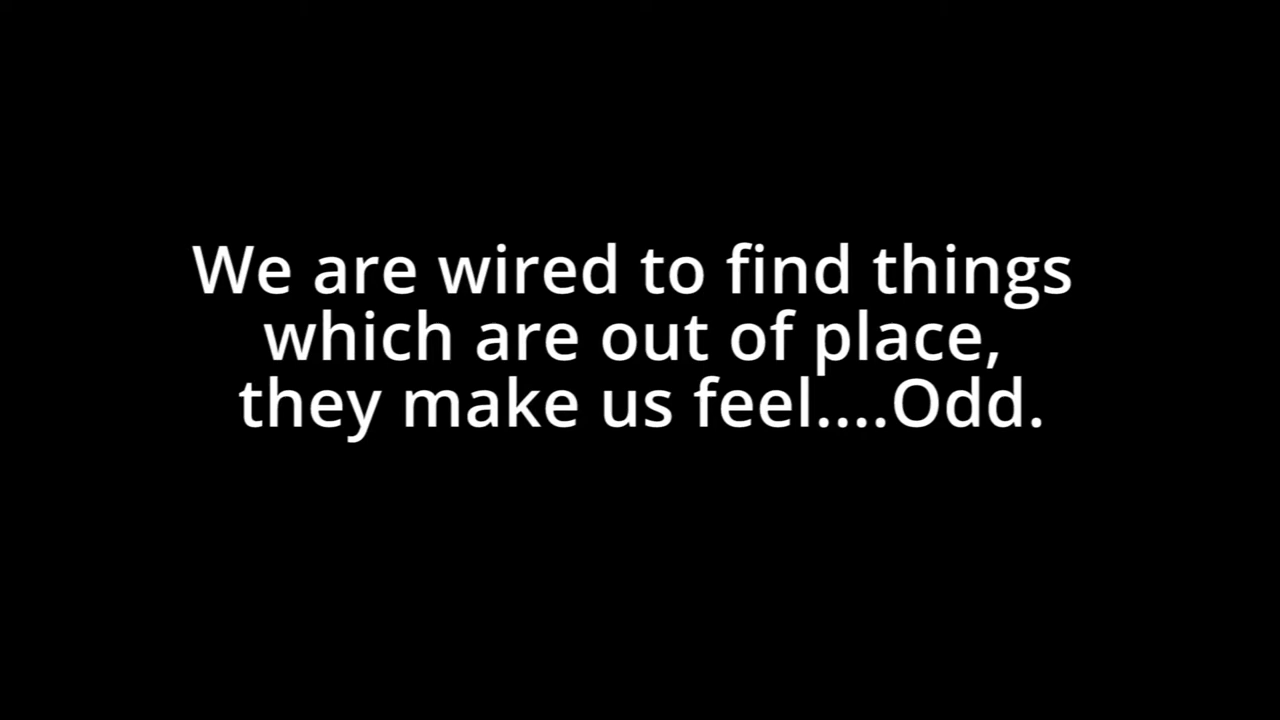 We are wired to find things
which are out of place,
they make us feel....Odd.